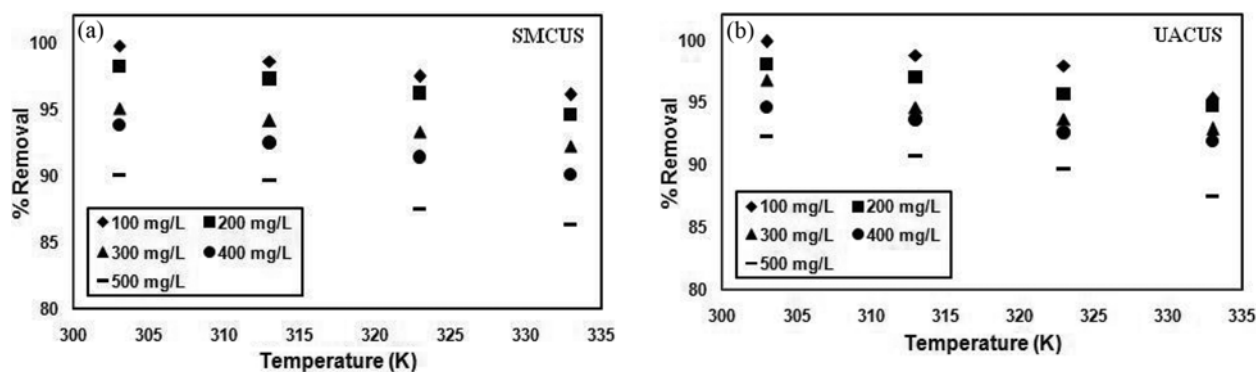 (a)
SMCUS
100
95
90
85
80
% Removal
100 mg/L
200 mg/L
300 mg/L
400 mg/L
500 mg/L
300
305
310
315
320
325
330
335
Temperature (K)
(b)
UACUS
100
95
90
85
80
% Removal
100 mg/L
200 mg/L
300 mg/L
400 mg/L
500 mg/L
300
305
310
315
320
325
330
335
Temperature (K)